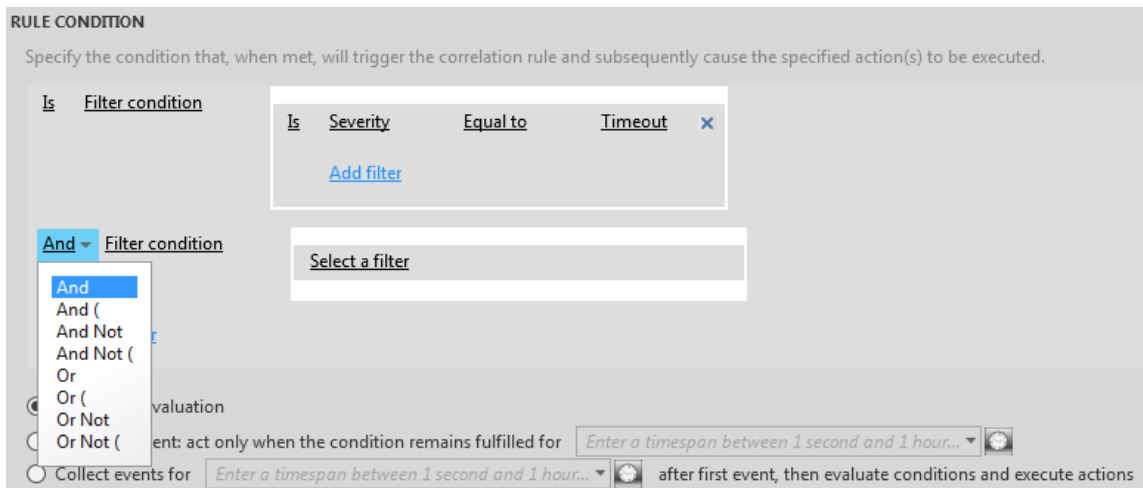 RULE CONDITION
Specify the condition that, when met, will trigger the correlation rule and subsequently cause the specified action(s) to be executed.
Is Filter condition
Is Severity Equal to Timeout
Add filter
And Filter condition
Select a filter
And
And (
And Not
And Not (
Or
Or (
Or Not
Or Not (
valuation
ent: act only when the condition remains fulfilled for Enter a timespan between 1 second and 1 hour...
Collect events for Enter a timespan between 1 second and 1 hour... after first event, then evaluate conditions and execute actions